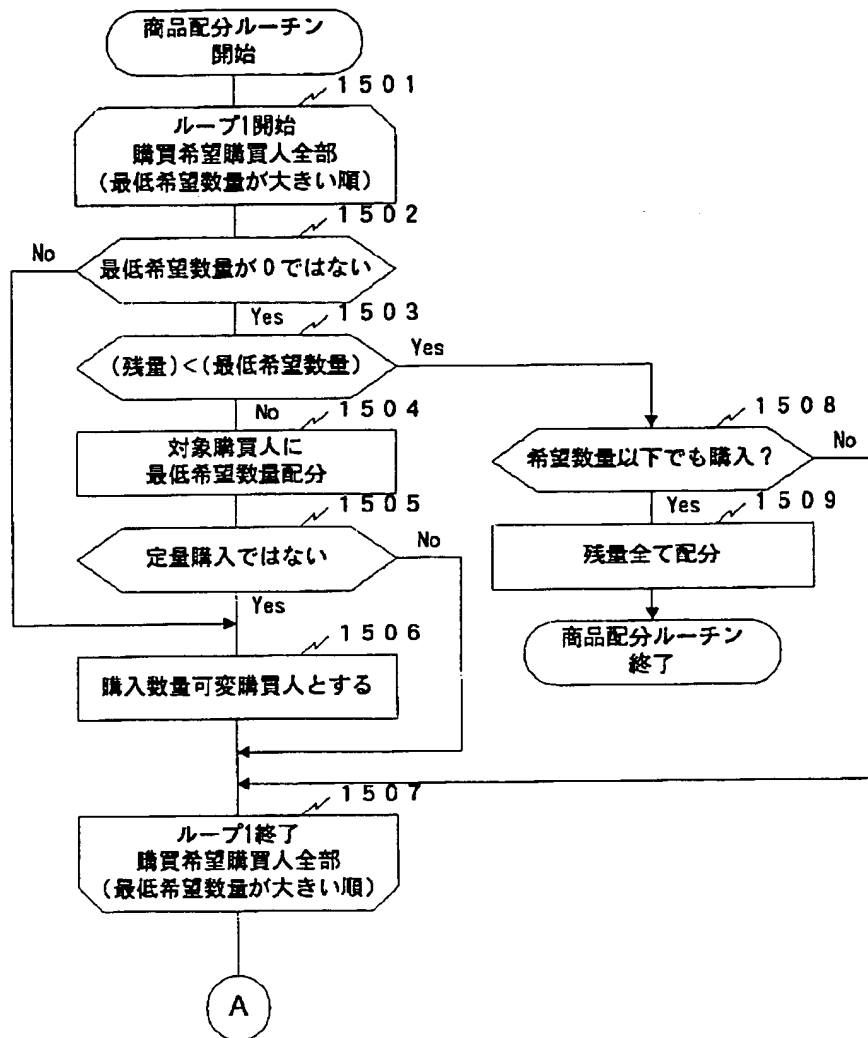 商品配分ルーチン
開始
1501
ループ1開始
購買希望購買人全部
(最低希望数量が大きい順)
1502
No
最低希望数量が0ではない
Yes
1503
(残量)<(最低希望数量)
Yes
No
1504
対象購買人に
最低希望数量配分
1505
定量購入ではない
No
Yes
1506
購入数量可変購買人とする
1508
希望数量以下でも購入?
No
Yes
1509
残量全て配分
商品配分ルーチン
終了
1507
ループ1終了
購買希望購買人全部
(最低希望数量が大きい順)
A